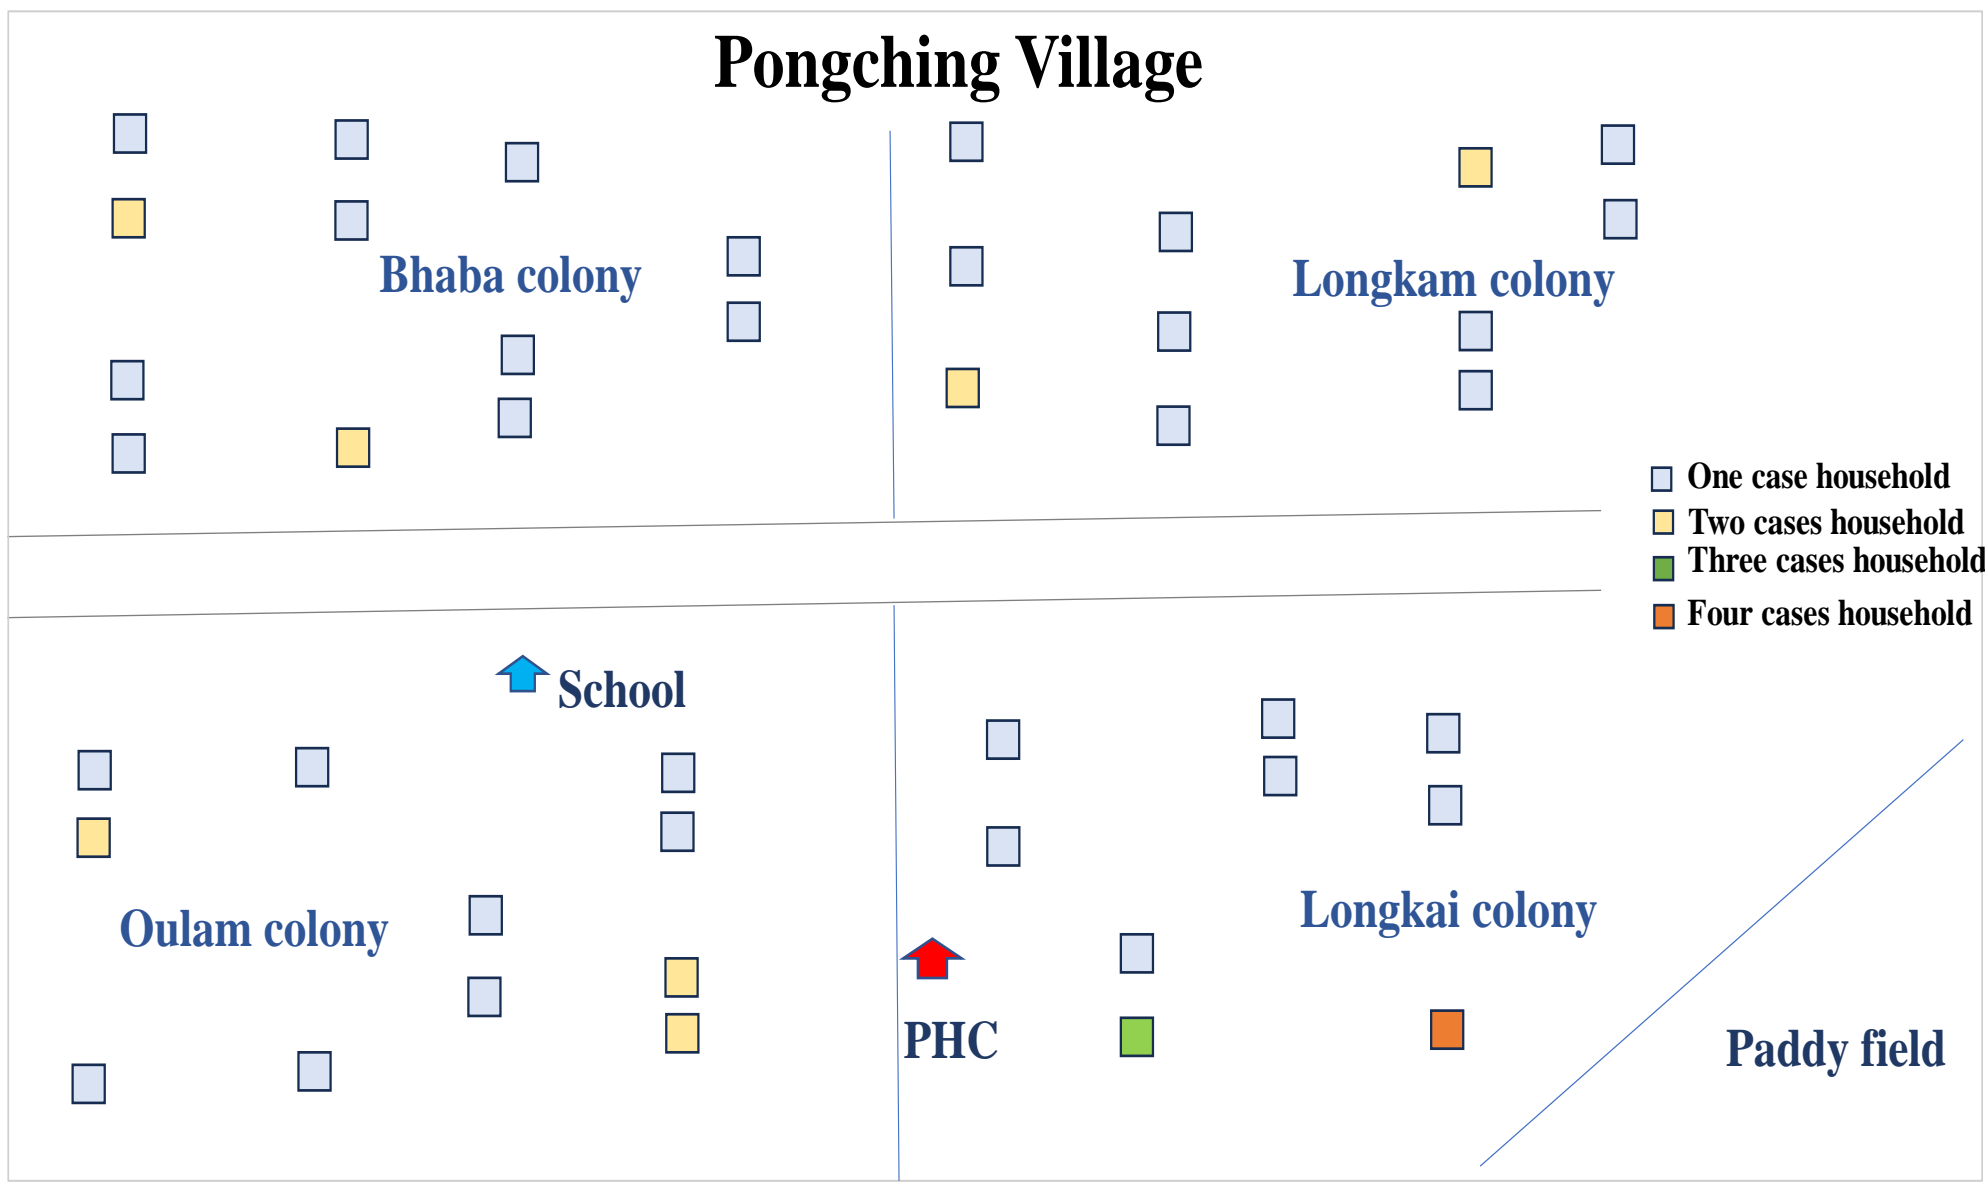 Pongching Village
Bhaba colony
Longkam colony
One case household
Two cases household
Three cases household
Four cases household
School
Oulam colony
Longkai colony
PHC
Paddy field